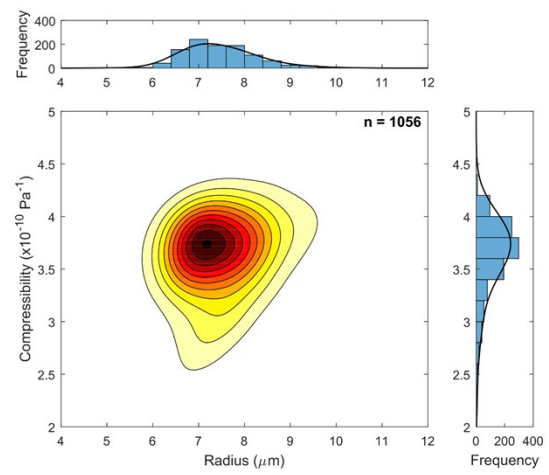 400
200
0
Frequency
4 5 6 7 8 9 10 11 12
n = 1056
5
4.5
4
3.5
3
2.5
2
Compressibility (x10⁻¹⁰ Pa⁻¹)
4 5 6 7 8 9 10 11 12
Radius (μm)
5
4.5
4
3.5
3
2.5
2
0 200 400
Frequency